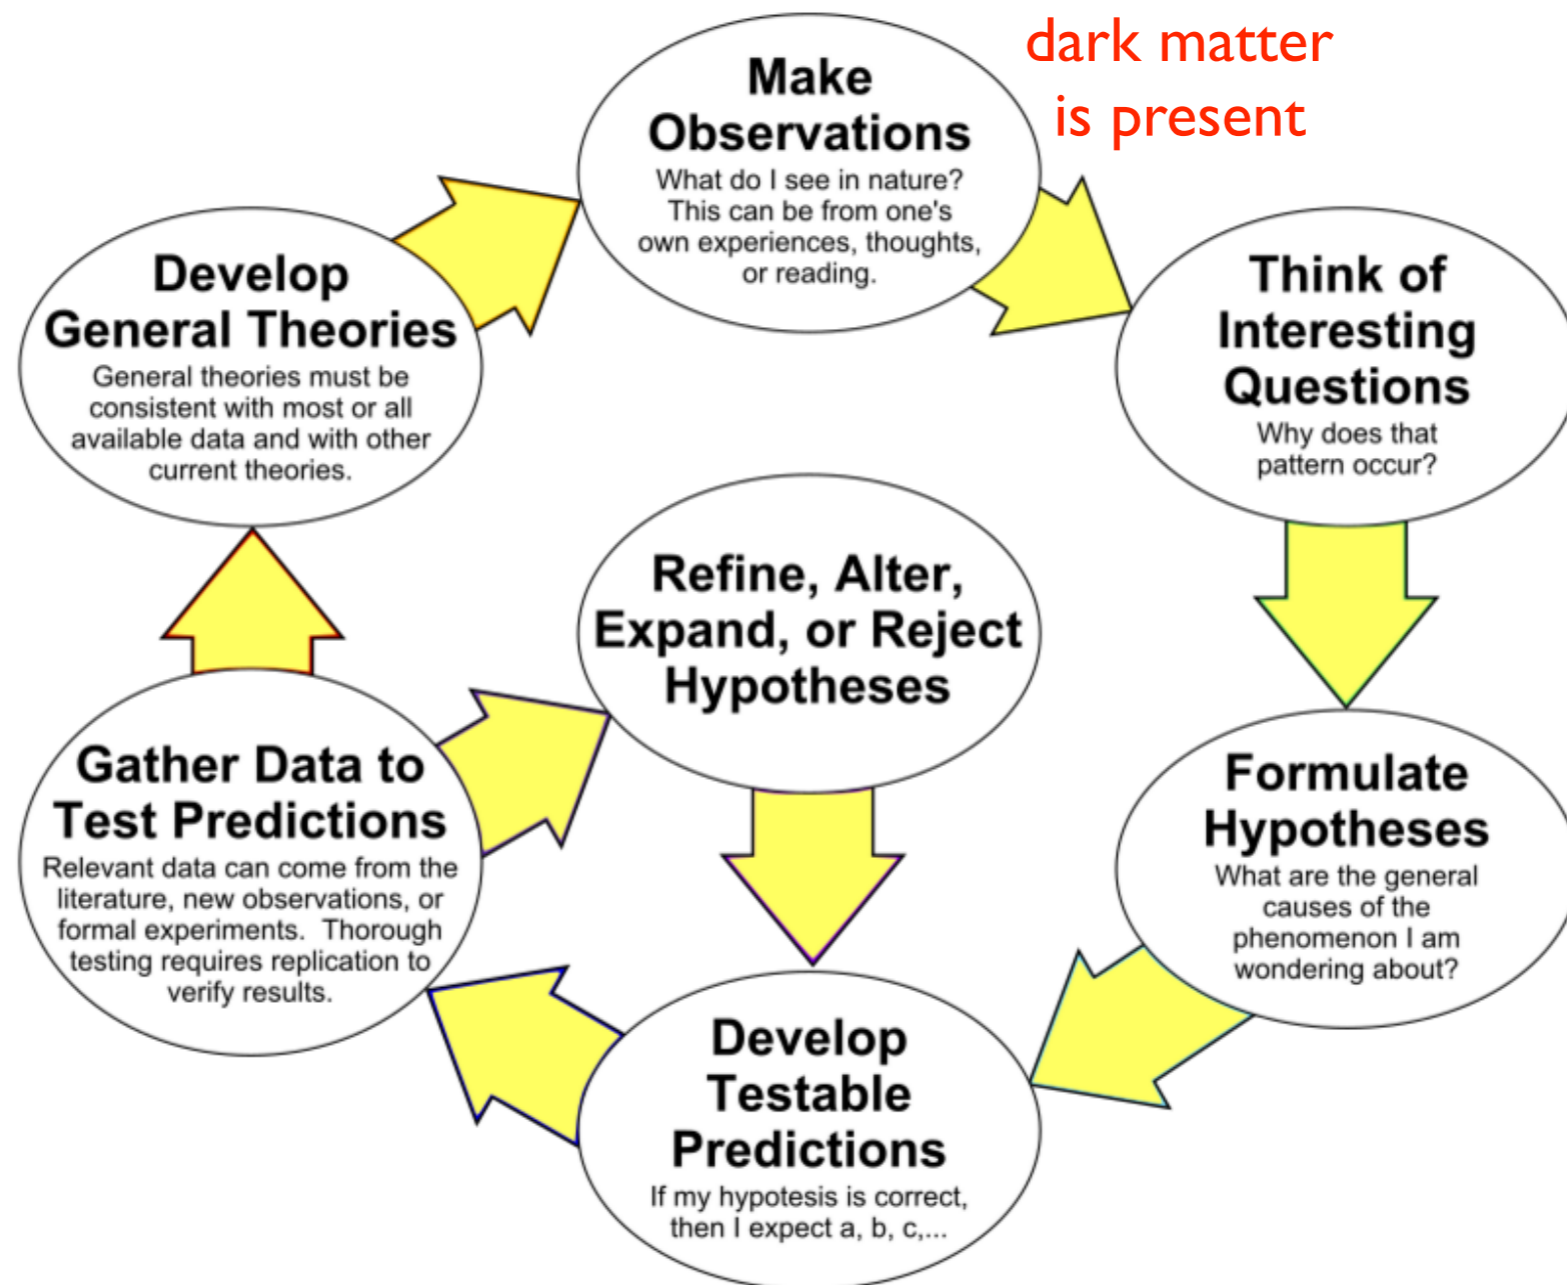 dark matter
is present
Make
Observations
What do I see in nature?
This can be from one's
own experiences, thoughts,
or reading.
Think of
Interesting
Questions
Why does that
pattern occur?
Formulate
Hypotheses
What are the general
causes of the
phenomenon I am
wondering about?
Develop
Testable
Predictions
If my hypotesis is correct,
then I expect a, b, c,...
Gather Data to
Test Predictions
Relevant data can come from the
literature, new observations, or
formal experiments. Thorough
testing requires replication to
verify results.
Refine, Alter,
Expand, or Reject
Hypotheses
Develop
General Theories
General theories must be
consistent with most or all
available data and with other
current theories.